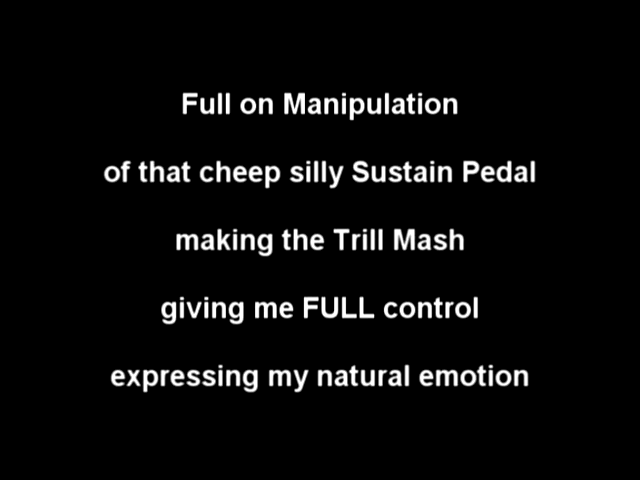 Full on Manipulation
of that cheep silly Sustain Pedal
making the Trill Mash
giving me FULL control
expressing my natural emotion